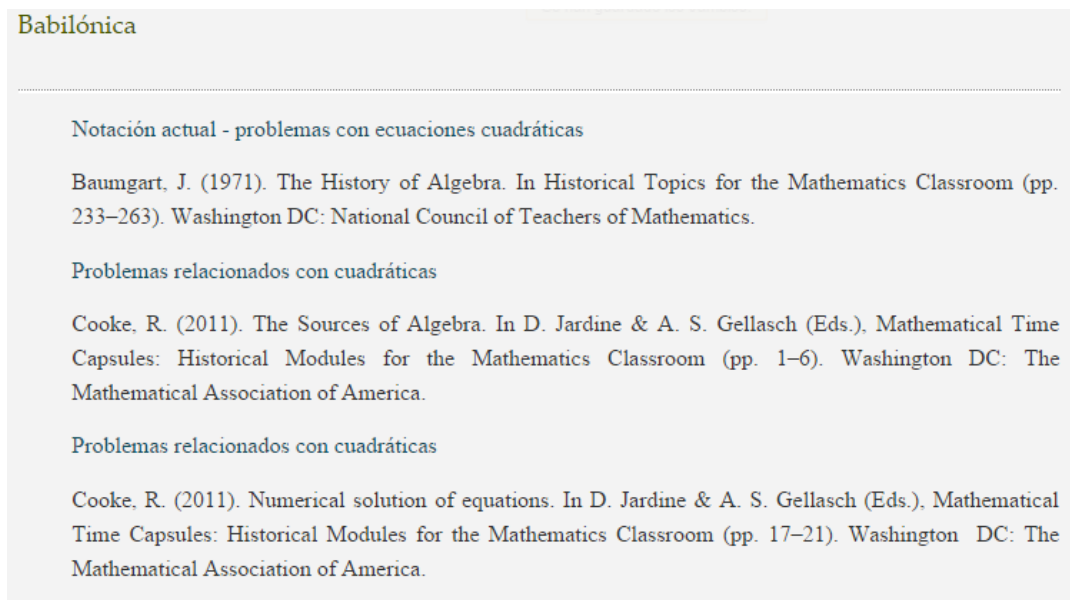 Babilónica
Notación actual - problemas con ecuaciones cuadráticas
Baumgart, J. (1971). The History of Algebra. In Historical Topics for the Mathematics Classroom (pp.
233–263). Washington DC: National Council of Teachers of Mathematics.
Problemas relacionados con cuadráticas
Cooke, R. (2011). The Sources of Algebra. In D. Jardine & A. S. Gellasch (Eds.), Mathematical Time
Capsules: Historical Modules for the Mathematics Classroom (pp. 1–6). Washington DC: The
Mathematical Association of America.
Problemas relacionados con cuadráticas
Cooke, R. (2011). Numerical solution of equations. In D. Jardine & A. S. Gellasch (Eds.), Mathematical
Time Capsules: Historical Modules for the Mathematics Classroom (pp. 17–21). Washington DC: The
Mathematical Association of America.